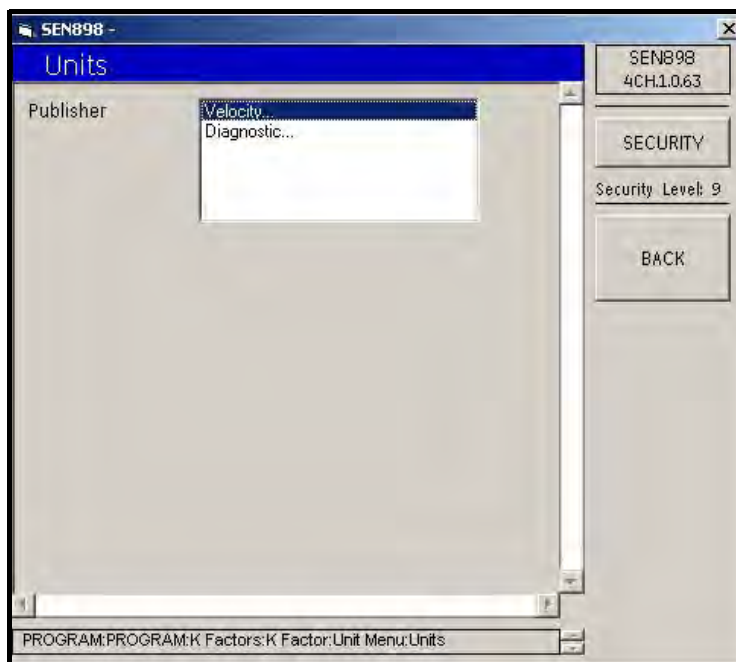 SEN898 -
Units
Publisher
Velocity...
Diagnostic...
SEN898
4CH.1.0.63
SECURITY
Security Level: 9
BACK
PROGRAM:PROGRAM:K Factors:K Factor:Unit Menu:Units